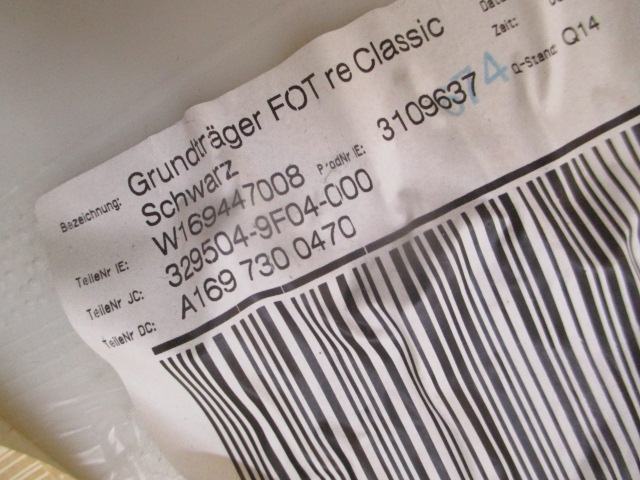 Bezeichnung: Grundträger FOT re Classic
Schwarz
Zeit:
Q-Stand: Q14
TeileNr IE: W169447008 ProdNr IE: 3109637
TeileNr JC: 329504-9F04-000
TeileNr DC: A169 730 0470